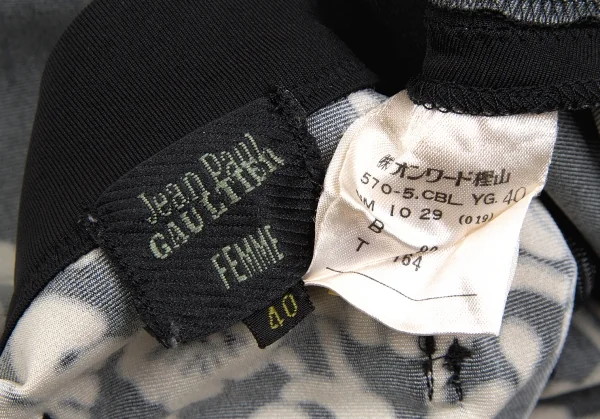 Jean Paul
GAULTIER
FEMME
40
㈱オンワード樫山
570-5.CBL YG.40
M 10 29 (019)
B
T 164